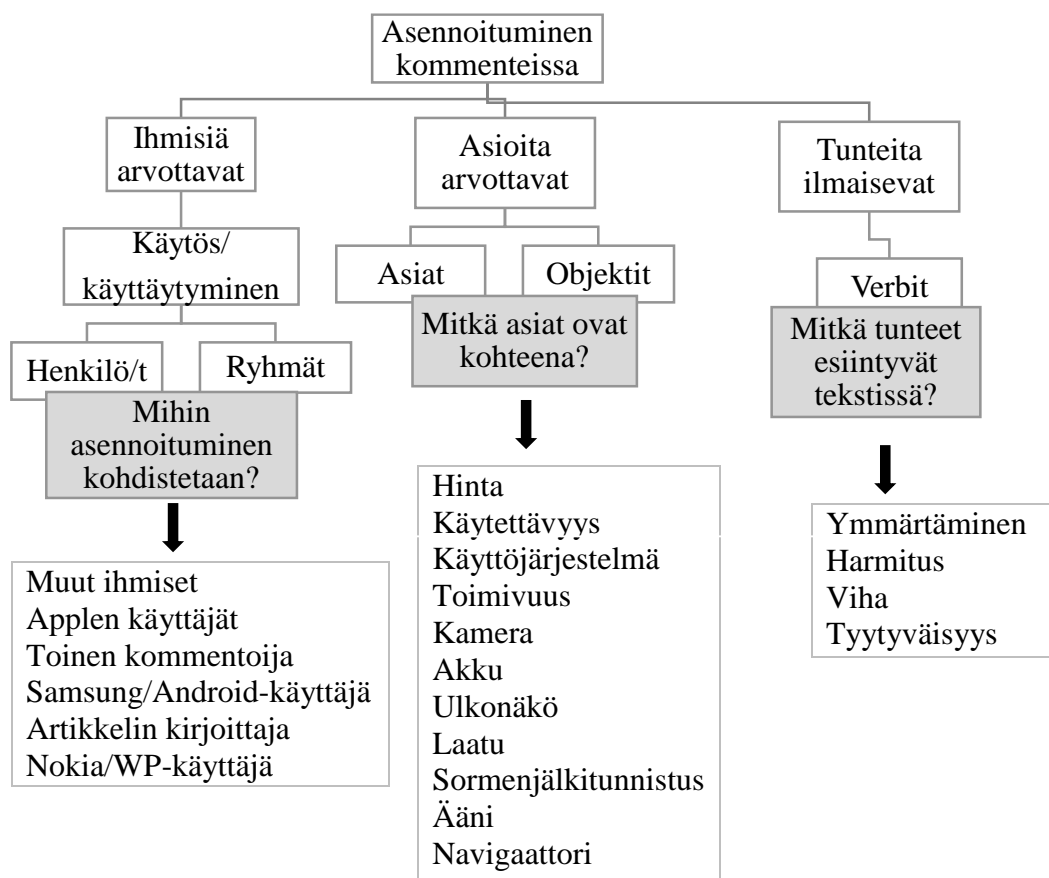 Asennoituminen
kommenteissa
Ihmisiä
arvottavat
Asioita
arvottavat
Tunteita
ilmaisevat
Käytös/
käyttäytyminen
Asiat
Objektit
Verbit
Henkilö/t
Ryhmät
Mitkä asiat ovat
kohteena?
Mitkä tunteet
esiintyvät
tekstissä?
Mihin
asennoituminen
kohdistetaan?
Muut ihmiset
Applen käyttäjät
Toinen kommentoija
Samsung/Android-käyttäjä
Artikkelin kirjoittaja
Nokia/WP-käyttäjä
Hinta
Käytettävyys
Käyttöjärjestelmä
Toimivuus
Kamera
Akku
Ulkonäkö
Laatu
Sormenjälkitunnistus
Ääni
Navigaattori
Ymmärtäminen
Harmitus
Viha
Tyytyväisyys